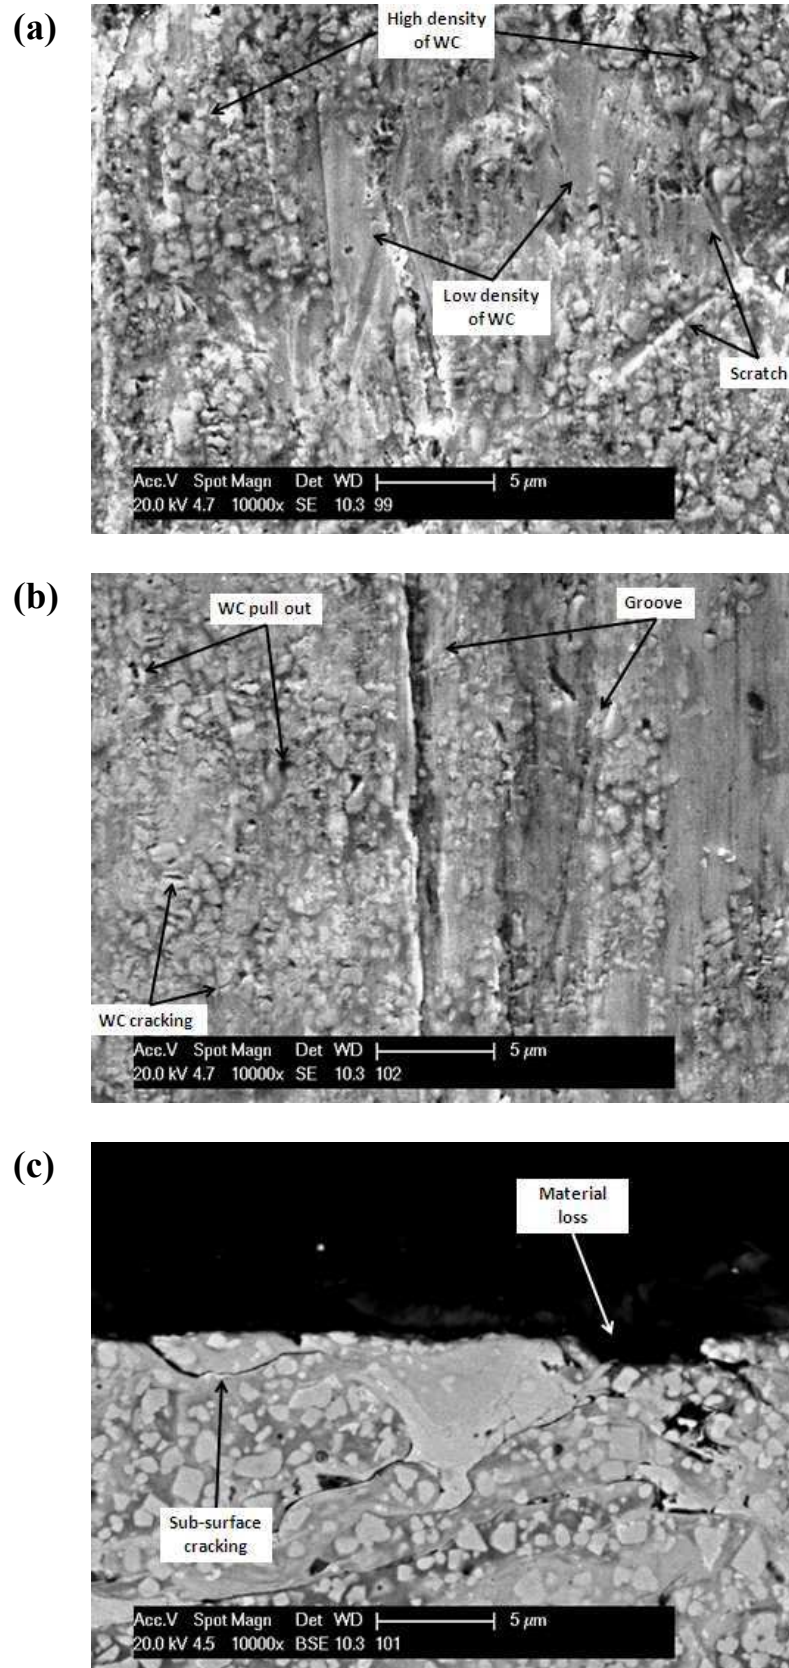 (a)
High density
of WC
Low density
of WC
Scratch
Acc.V Spot Magn Det WD 5 µm
20.0 kV 4.7 10000x SE 10.3 99
(b)
WC pull out
Groove
WC cracking
Acc.V Spot Magn Det WD 5 µm
20.0 kV 4.7 10000x SE 10.3 102
(c)
Material
loss
Sub-surface
cracking
Acc.V Spot Magn Det WD 5 µm
20.0 kV 4.5 10000x BSE 10.3 101